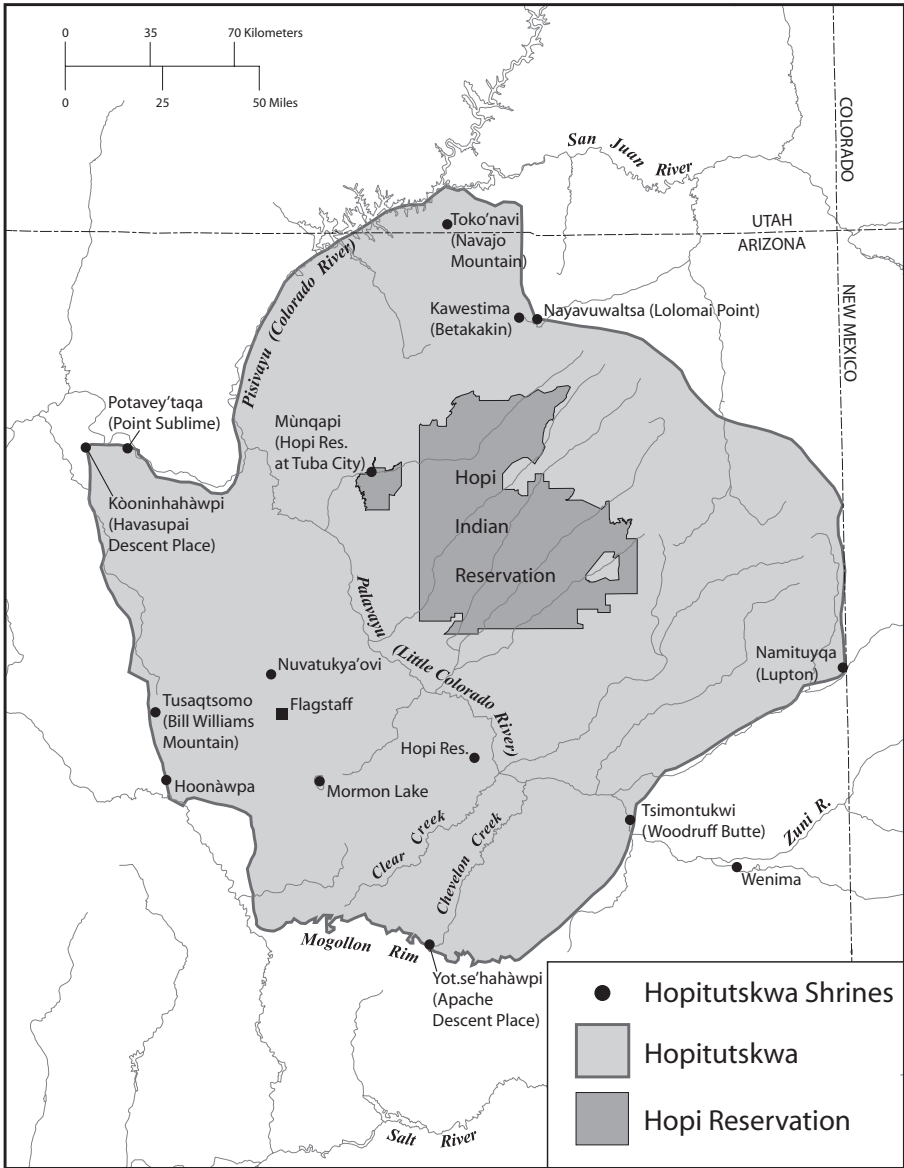 0 35 70 Kilometers
0 25 50 Miles
COLORADO
San Juan River
UTAH
ARIZONA
Toko'navi
(Navajo
Mountain)
NEW MEXICO
Pisivayu (Colorado River)
Kawestima
(Betakakin)
Nayavuwaltsa (Lolomai Point)
Potavey'taqa
(Point Sublime)
Mùnqapi
(Hopi Res.
at Tuba City)
Hopi
Indian
Reservation
Kòoninhahàwpi
(Havasupai
Descent Place)
Palavayu
(Little Colorado River)
Namituyqa
(Lupton)
Nuvatukya'ovi
Tusaqtsomo
(Bill Williams
Mountain)
Flagstaff
Hopi Res.
Hoonàwpa
Mormon Lake
Tsimontukwi
(Woodruff Butte)
Zuni R.
Clear Creek
Chevelon Creek
Wenima
Mogollon Rim
Yot.se'hahàwpi
(Apache
Descent Place)
Salt River
Hopitutskwa Shrines
Hopitutskwa
Hopi Reservation